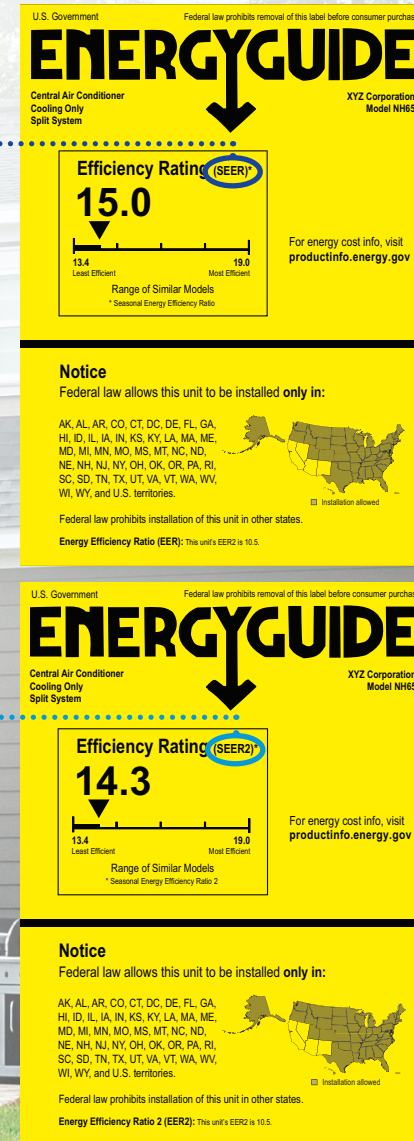 U.S. Government
Federal law prohibits removal of this label before consumer purchas
ENERGYGUIDE
Central Air Conditioner
Cooling Only
Split System
XYZ Corporation
Model NH65
Efficiency Rating (SEER)*
15.0
13.4
Least Efficient
19.0
Most Efficient
Range of Similar Models
* Seasonal Energy Efficiency Ratio
For energy cost info, visit
productinfo.energy.gov
Notice
Federal law allows this unit to be installed only in:
AK, AL, AR, CO, CT, DC, DE, FL, GA,
HI, ID, IL, IA, IN, KS, KY, LA, MA, ME,
MD, MI, MN, MO, MS, MT, NC, ND,
NE, NH, NJ, NY, OH, OK, OR, PA, RI,
SC, SD, TN, TX, UT, VA, VT, WA, WV,
WI, WY, and U.S. territories.
Installation allowed
Federal law prohibits installation of this unit in other states.
Energy Efficiency Ratio (EER): This unit's EER2 is 10.5.
U.S. Government
Federal law prohibits removal of this label before consumer purchas
ENERGYGUIDE
Central Air Conditioner
Cooling Only
Split System
XYZ Corporation
Model NH65
Efficiency Rating (SEER2)*
14.3
13.4
Least Efficient
19.0
Most Efficient
Range of Similar Models
* Seasonal Energy Efficiency Ratio 2
For energy cost info, visit
productinfo.energy.gov
Notice
Federal law allows this unit to be installed only in:
AK, AL, AR, CO, CT, DC, DE, FL, GA,
HI, ID, IL, IA, IN, KS, KY, LA, MA, ME,
MD, MI, MN, MO, MS, MT, NC, ND,
NE, NH, NJ, NY, OH, OK, OR, PA, RI,
SC, SD, TN, TX, UT, VA, VT, WA, WV,
WI, WY, and U.S. territories.
Installation allowed
Federal law prohibits installation of this unit in other states.
Energy Efficiency Ratio 2 (EER2): This unit's EER2 is 10.5.